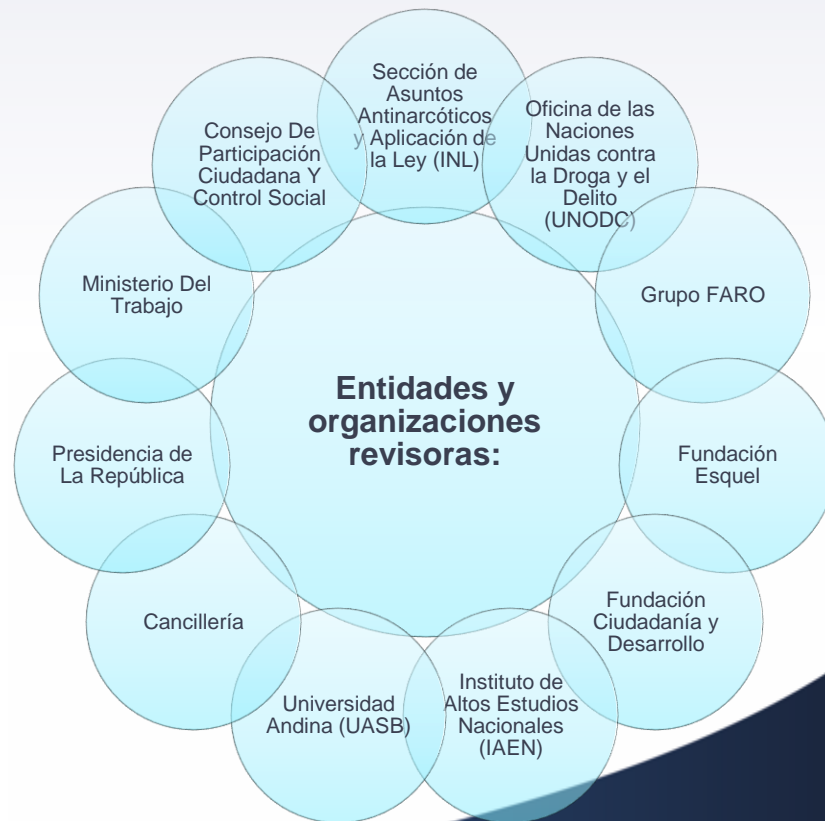 Sección de
Asuntos
Antinarcóticos
y Aplicación de
la Ley (INL)
Oficina de las
Naciones
Unidas contra
la Droga y el
Delito
(UNODC)
Grupo FARO
Fundación
Esquel
Fundación
Ciudadanía y
Desarrollo
Instituto de
Altos Estudios
Nacionales
(IAEN)
Universidad
Andina (UASB)
Cancillería
Presidencia de
La República
Ministerio Del
Trabajo
Consejo De
Participación
Ciudadana Y
Control Social
Entidades y
organizaciones
revisoras: